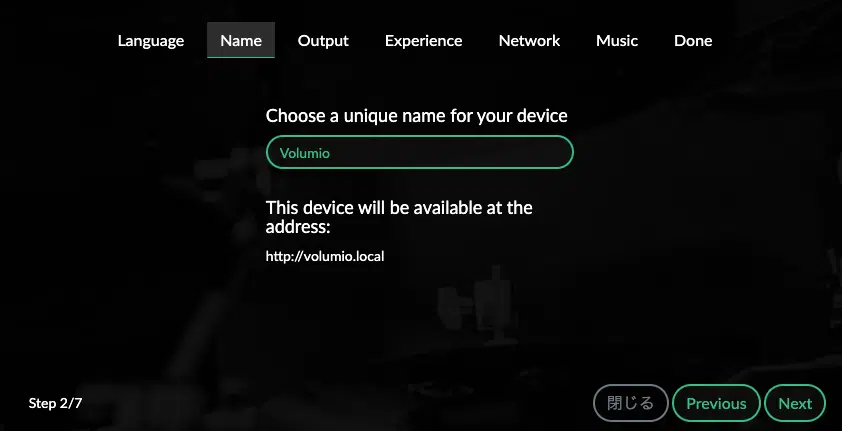 Language Name Output Experience Network Music Done
Choose a unique name for your device
Volumio
This device will be available at the
address:
http://volumio.local
Step 2/7 閉じる Previous Next